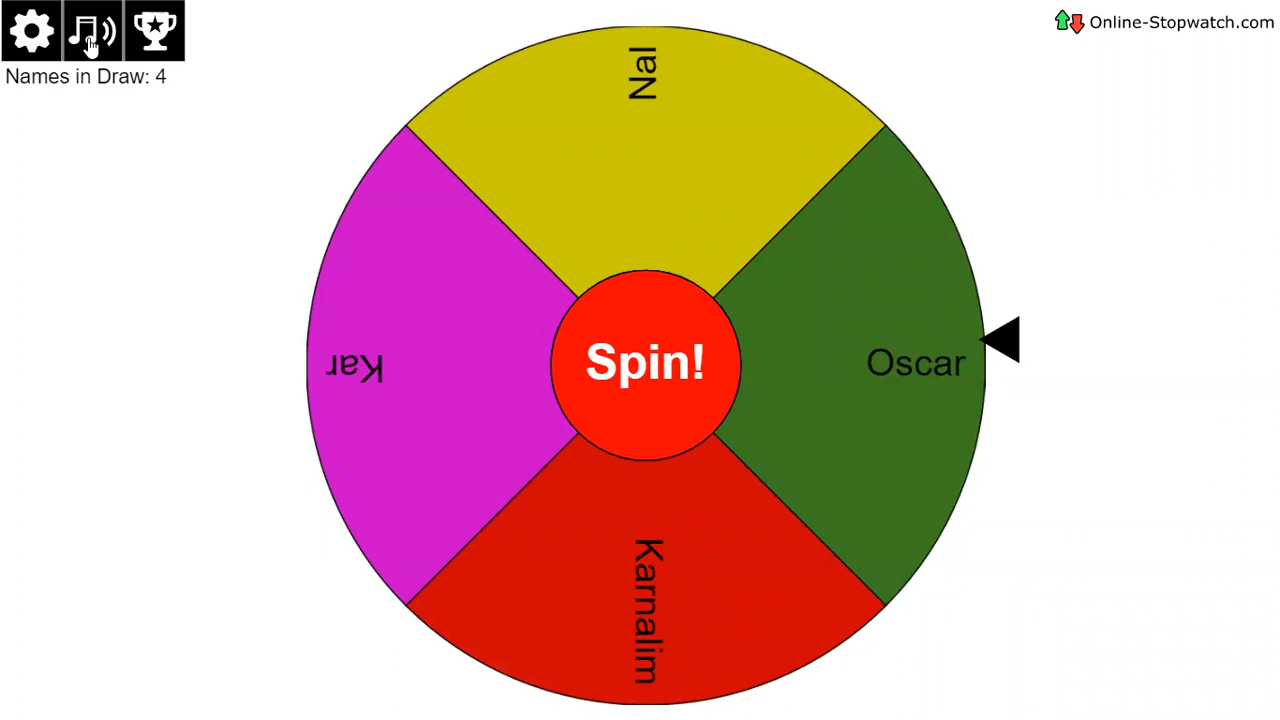 Online-Stopwatch.com
Names in Draw: 4
Nal
Kar
Spin!
Oscar
Karnalim